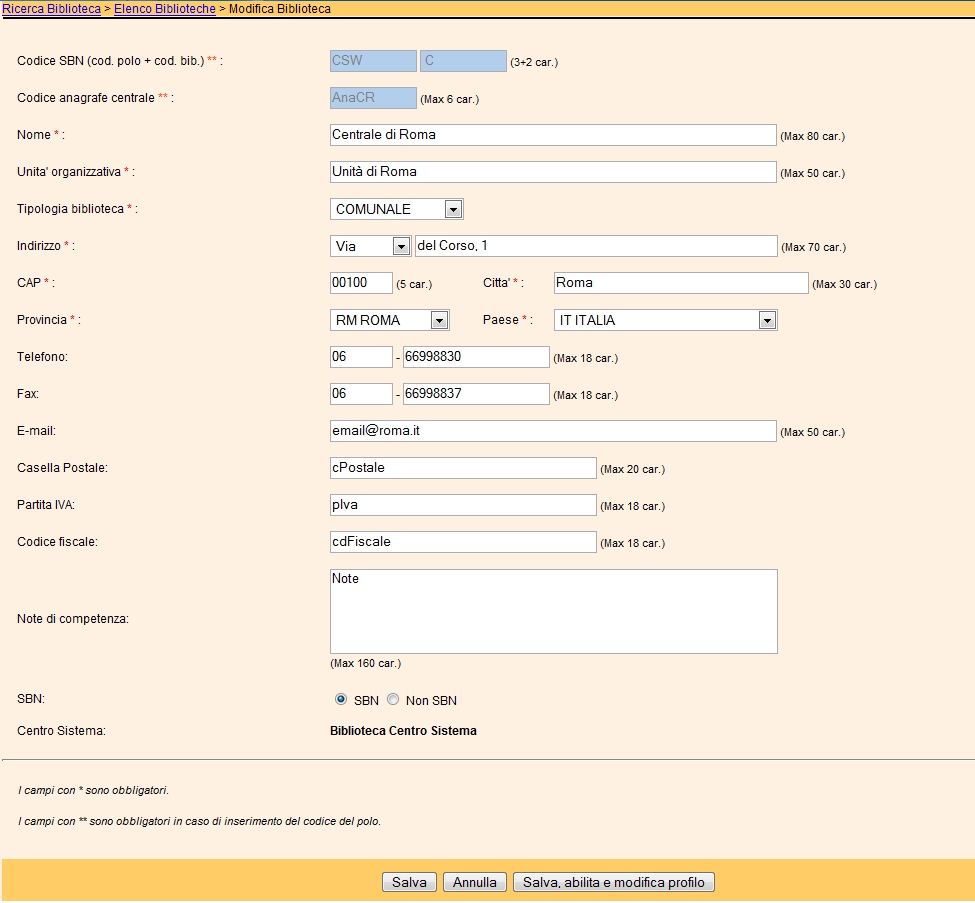 Ricerca Biblioteca > Elenco Biblioteche > Modifica Biblioteca
Codice SBN (cod. polo + cod. bib.) ** : CSW C (3+2 car.)
Codice anagrafe centrale ** : AnaCR (Max 6 car.)
Nome * : Centrale di Roma (Max 80 car.)
Unita' organizzativa * : Unità di Roma (Max 50 car.)
Tipologia biblioteca * : COMUNALE
Indirizzo * : Via del Corso, 1 (Max 70 car.)
CAP * : 00100 (5 car.) Citta' * : Roma (Max 30 car.)
Provincia * : RM ROMA Paese * : IT ITALIA
Telefono: 06 - 66998830 (Max 18 car.)
Fax: 06 - 66998837 (Max 18 car.)
E-mail: email@roma.it (Max 50 car.)
Casella Postale: cPostale (Max 20 car.)
Partita IVA: pIva (Max 18 car.)
Codice fiscale: cdFiscale (Max 18 car.)
Note di competenza: Note
(Max 160 car.)
SBN: SBN Non SBN
Centro Sistema: Biblioteca Centro Sistema
I campi con * sono obbligatori.
I campi con ** sono obbligatori in caso di inserimento del codice del polo.
Salva Annulla Salva, abilita e modifica profilo